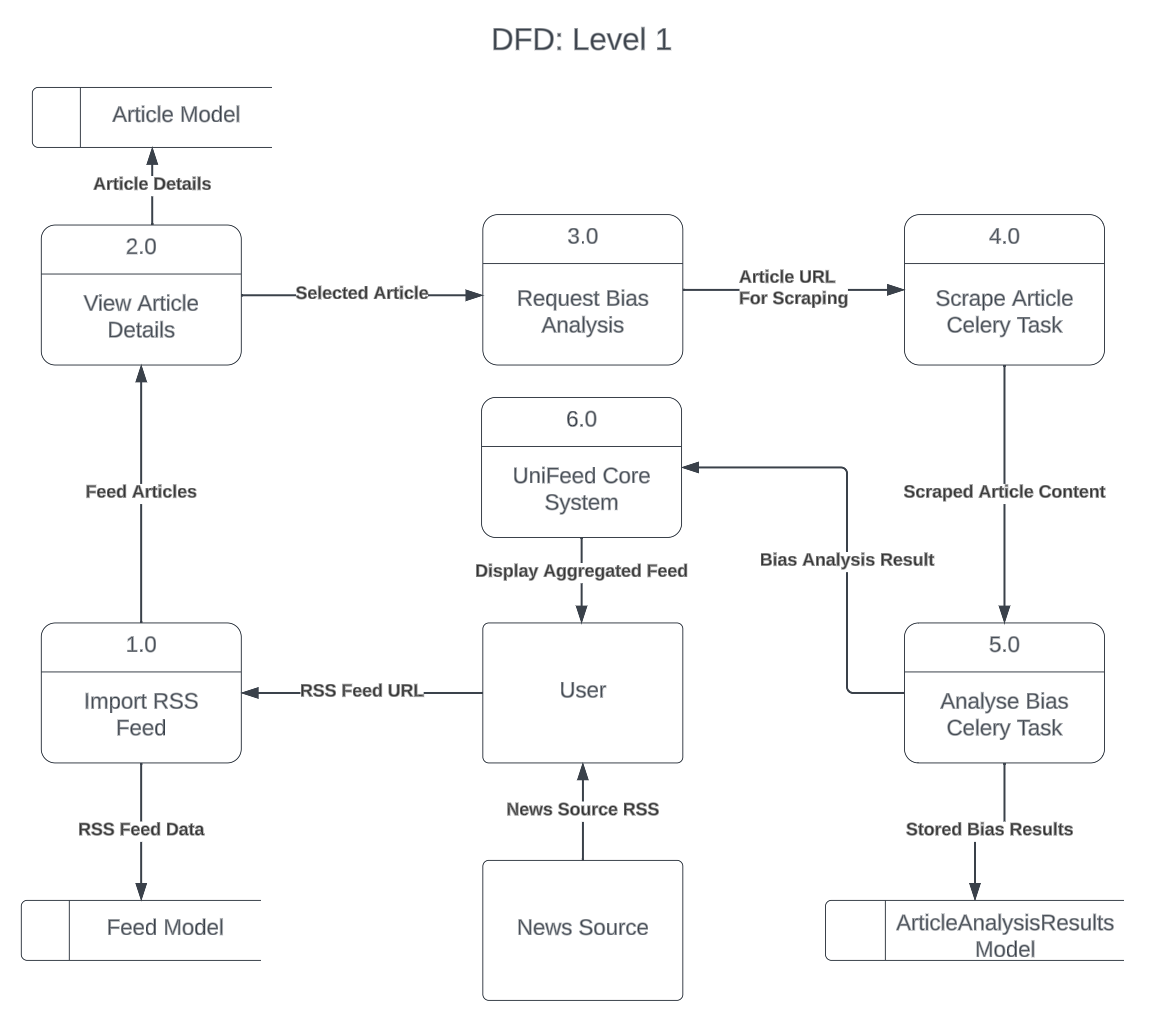 DFD: Level 1
Article Model
Article Details
2.0
View Article
Details
Selected Article
3.0
Request Bias
Analysis
Article URL
For Scraping
4.0
Scrape Article
Celery Task
6.0
UniFeed Core
System
Feed Articles
Scraped Article Content
Display Aggregated Feed
Bias Analysis Result
1.0
Import RSS
Feed
RSS Feed URL
User
5.0
Analyse Bias
Celery Task
RSS Feed Data
News Source RSS
Stored Bias Results
Feed Model
News Source
ArticleAnalysisResults
Model